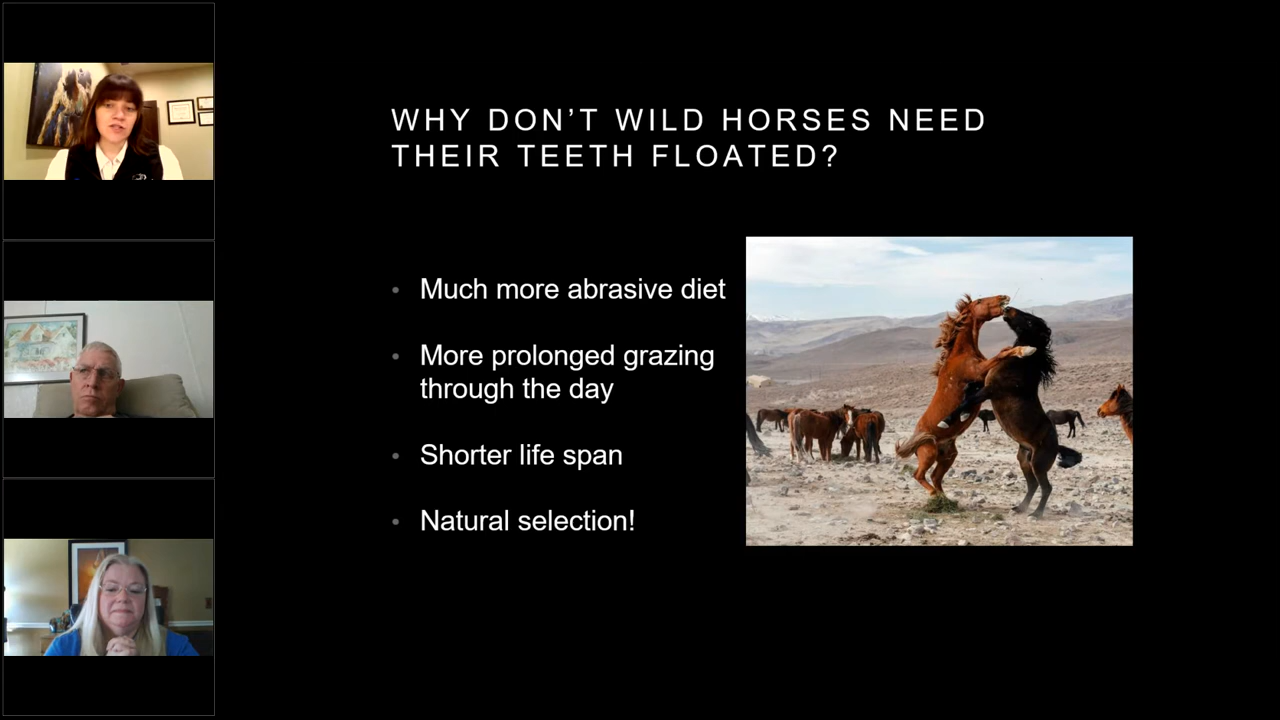 WHY DON’T WILD HORSES NEED
THEIR TEETH FLOATED?
Much more abrasive diet
More prolonged grazing
through the day
Shorter life span
Natural selection!